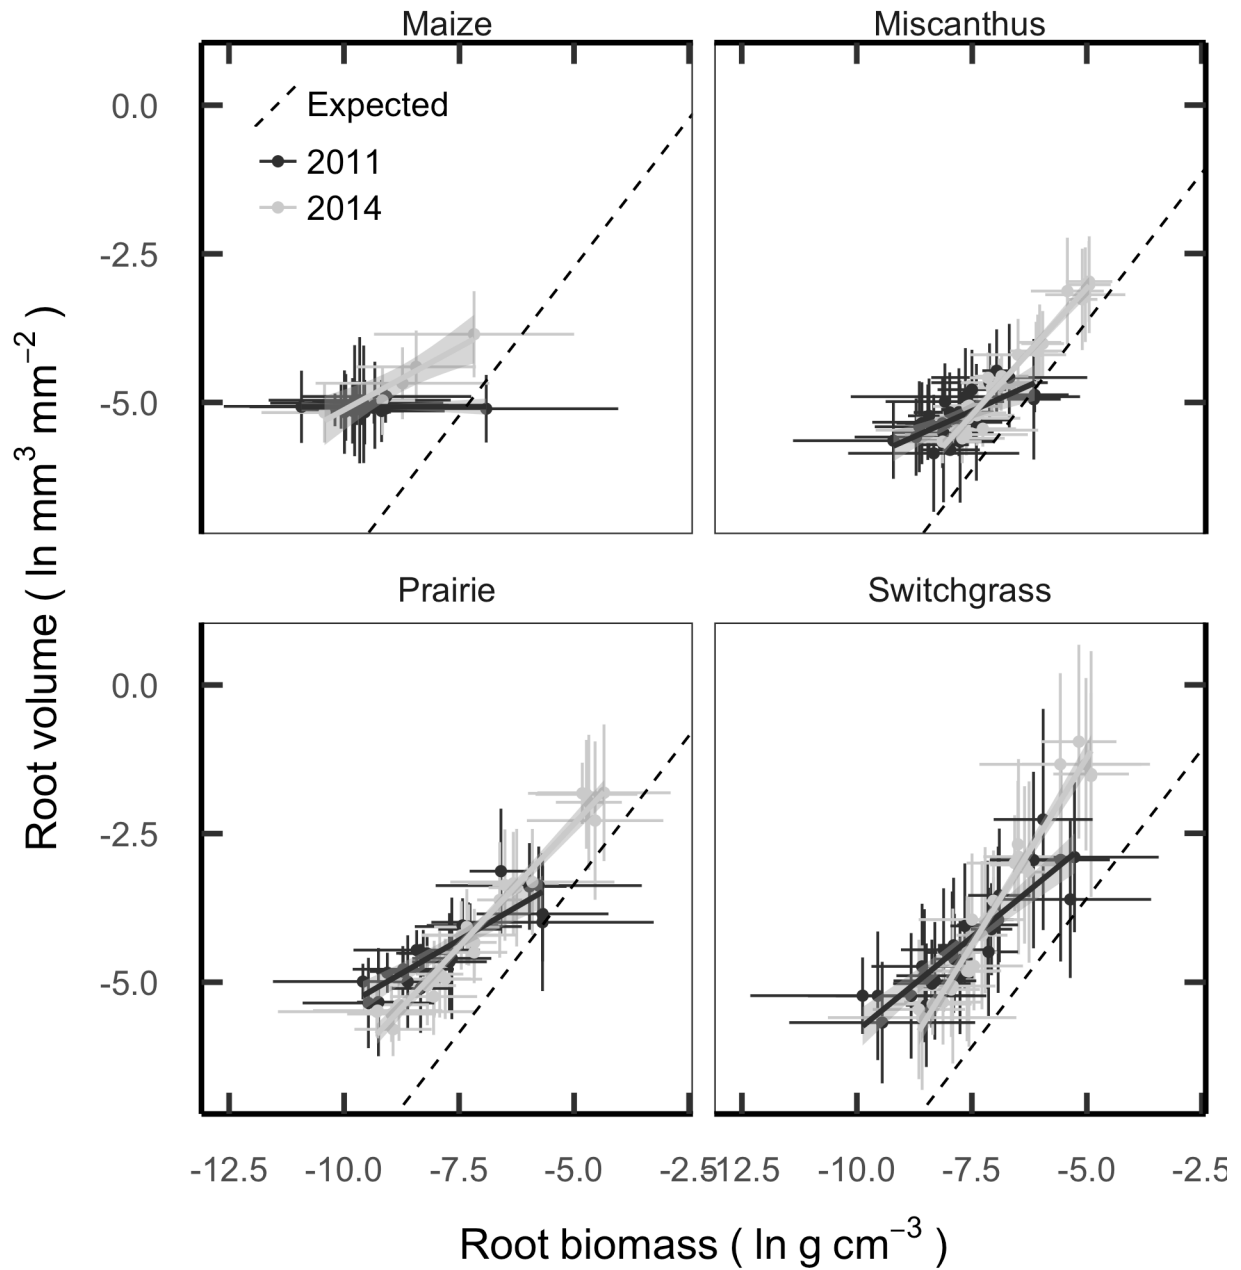 Maize Miscanthus
0.0
Expected
2011
2014
-2.5
-5.0
Prairie Switchgrass
0.0
-2.5
-5.0
Root volume ( ln mm³ mm⁻² )
-12.5 -10.0 -7.5 -5.0 -2.5 -12.5 -10.0 -7.5 -5.0 -2.5
Root biomass ( ln g cm⁻³ )